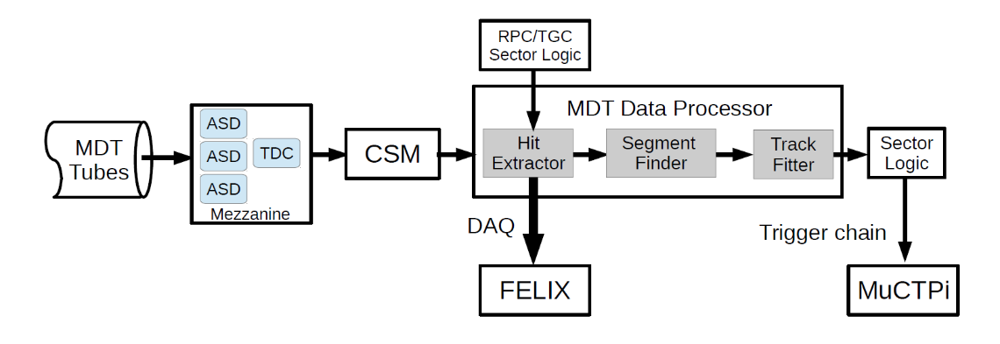 RPC/TGC
Sector Logic
MDT Data Processor
MDT
Tubes
ASD
ASD
ASD
TDC
Mezzanine
CSM
Hit
Extractor
Segment
Finder
Track
Fitter
Sector
Logic
DAQ
Trigger chain
FELIX
MuCTPi